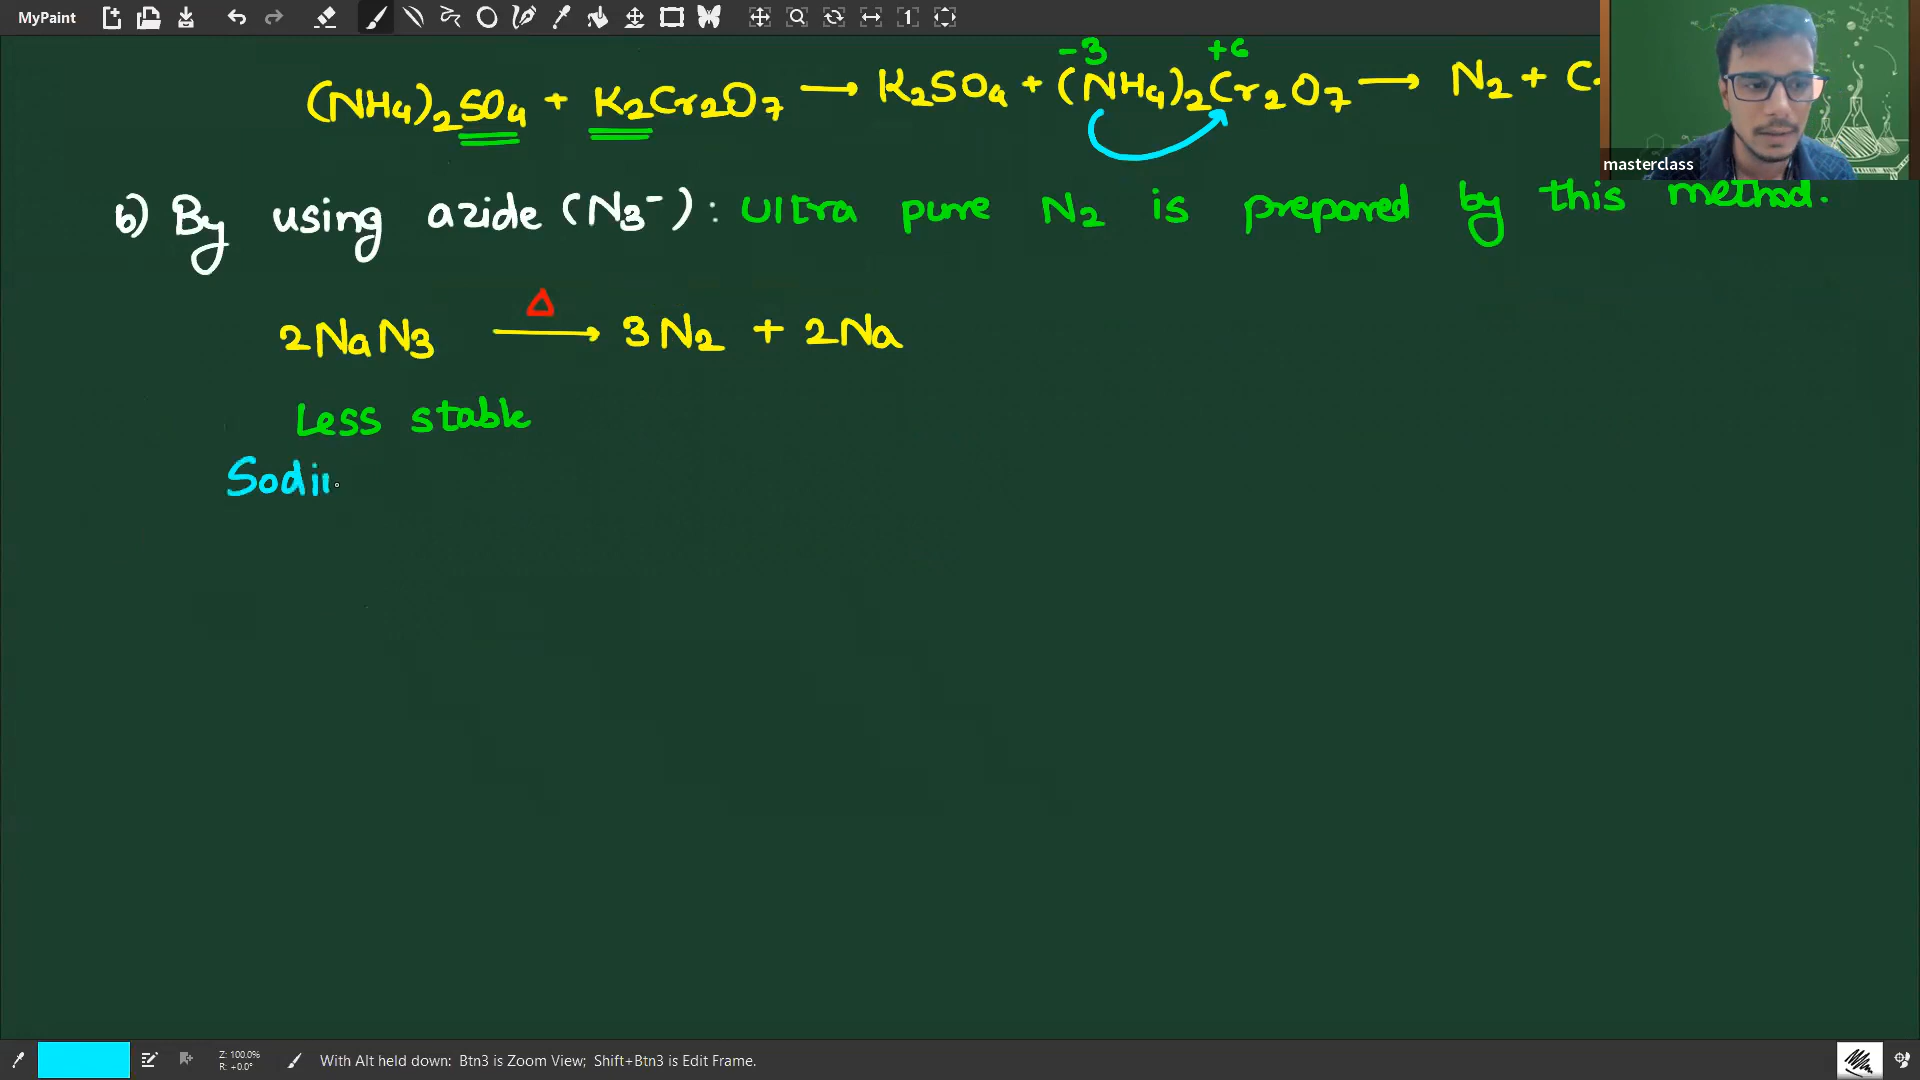 MyPaint
-3 +6
(NH4)2SO4 + K2Cr2O7 → K2SO4 + (NH4)2Cr2O7 → N2 + C
masterclass
b) By using azide (N3⁻) : Ultra pure N2 is prepared by this method.
Δ
2NaN3 → 3N2 + 2Na
Less stable
Sodi
Z: 100.0%
R: +0.0°
With Alt held down: Btn3 is Zoom View; Shift+Btn3 is Edit Frame.